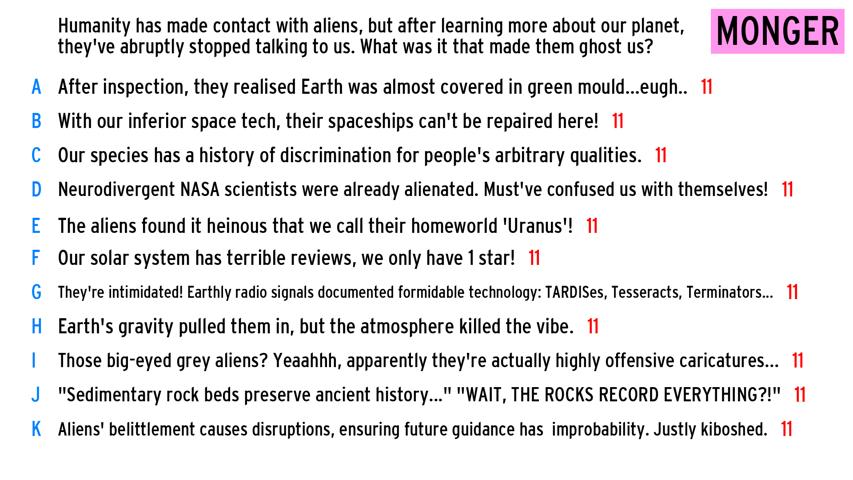 Humanity has made contact with aliens, but after learning more about our planet,
they've abruptly stopped talking to us. What was it that made them ghost us?
MONGER
A After inspection, they realised Earth was almost covered in green mould...eugh.. 11
B With our inferior space tech, their spaceships can't be repaired here! 11
C Our species has a history of discrimination for people's arbitrary qualities. 11
D Neurodivergent NASA scientists were already alienated. Must've confused us with themselves! 11
E The aliens found it heinous that we call their homeworld 'Uranus'! 11
F Our solar system has terrible reviews, we only have 1 star! 11
G They're intimidated! Earthly radio signals documented formidable technology: TARDISes, Tesseracts, Terminators... 11
H Earth's gravity pulled them in, but the atmosphere killed the vibe. 11
I Those big-eyed grey aliens? Yeaahhh, apparently they're actually highly offensive caricatures... 11
J "Sedimentary rock beds preserve ancient history..." "WAIT, THE ROCKS RECORD EVERYTHING?!" 11
K Aliens' belittlement causes disruptions, ensuring future guidance has improbability. Justly kiboshed. 11